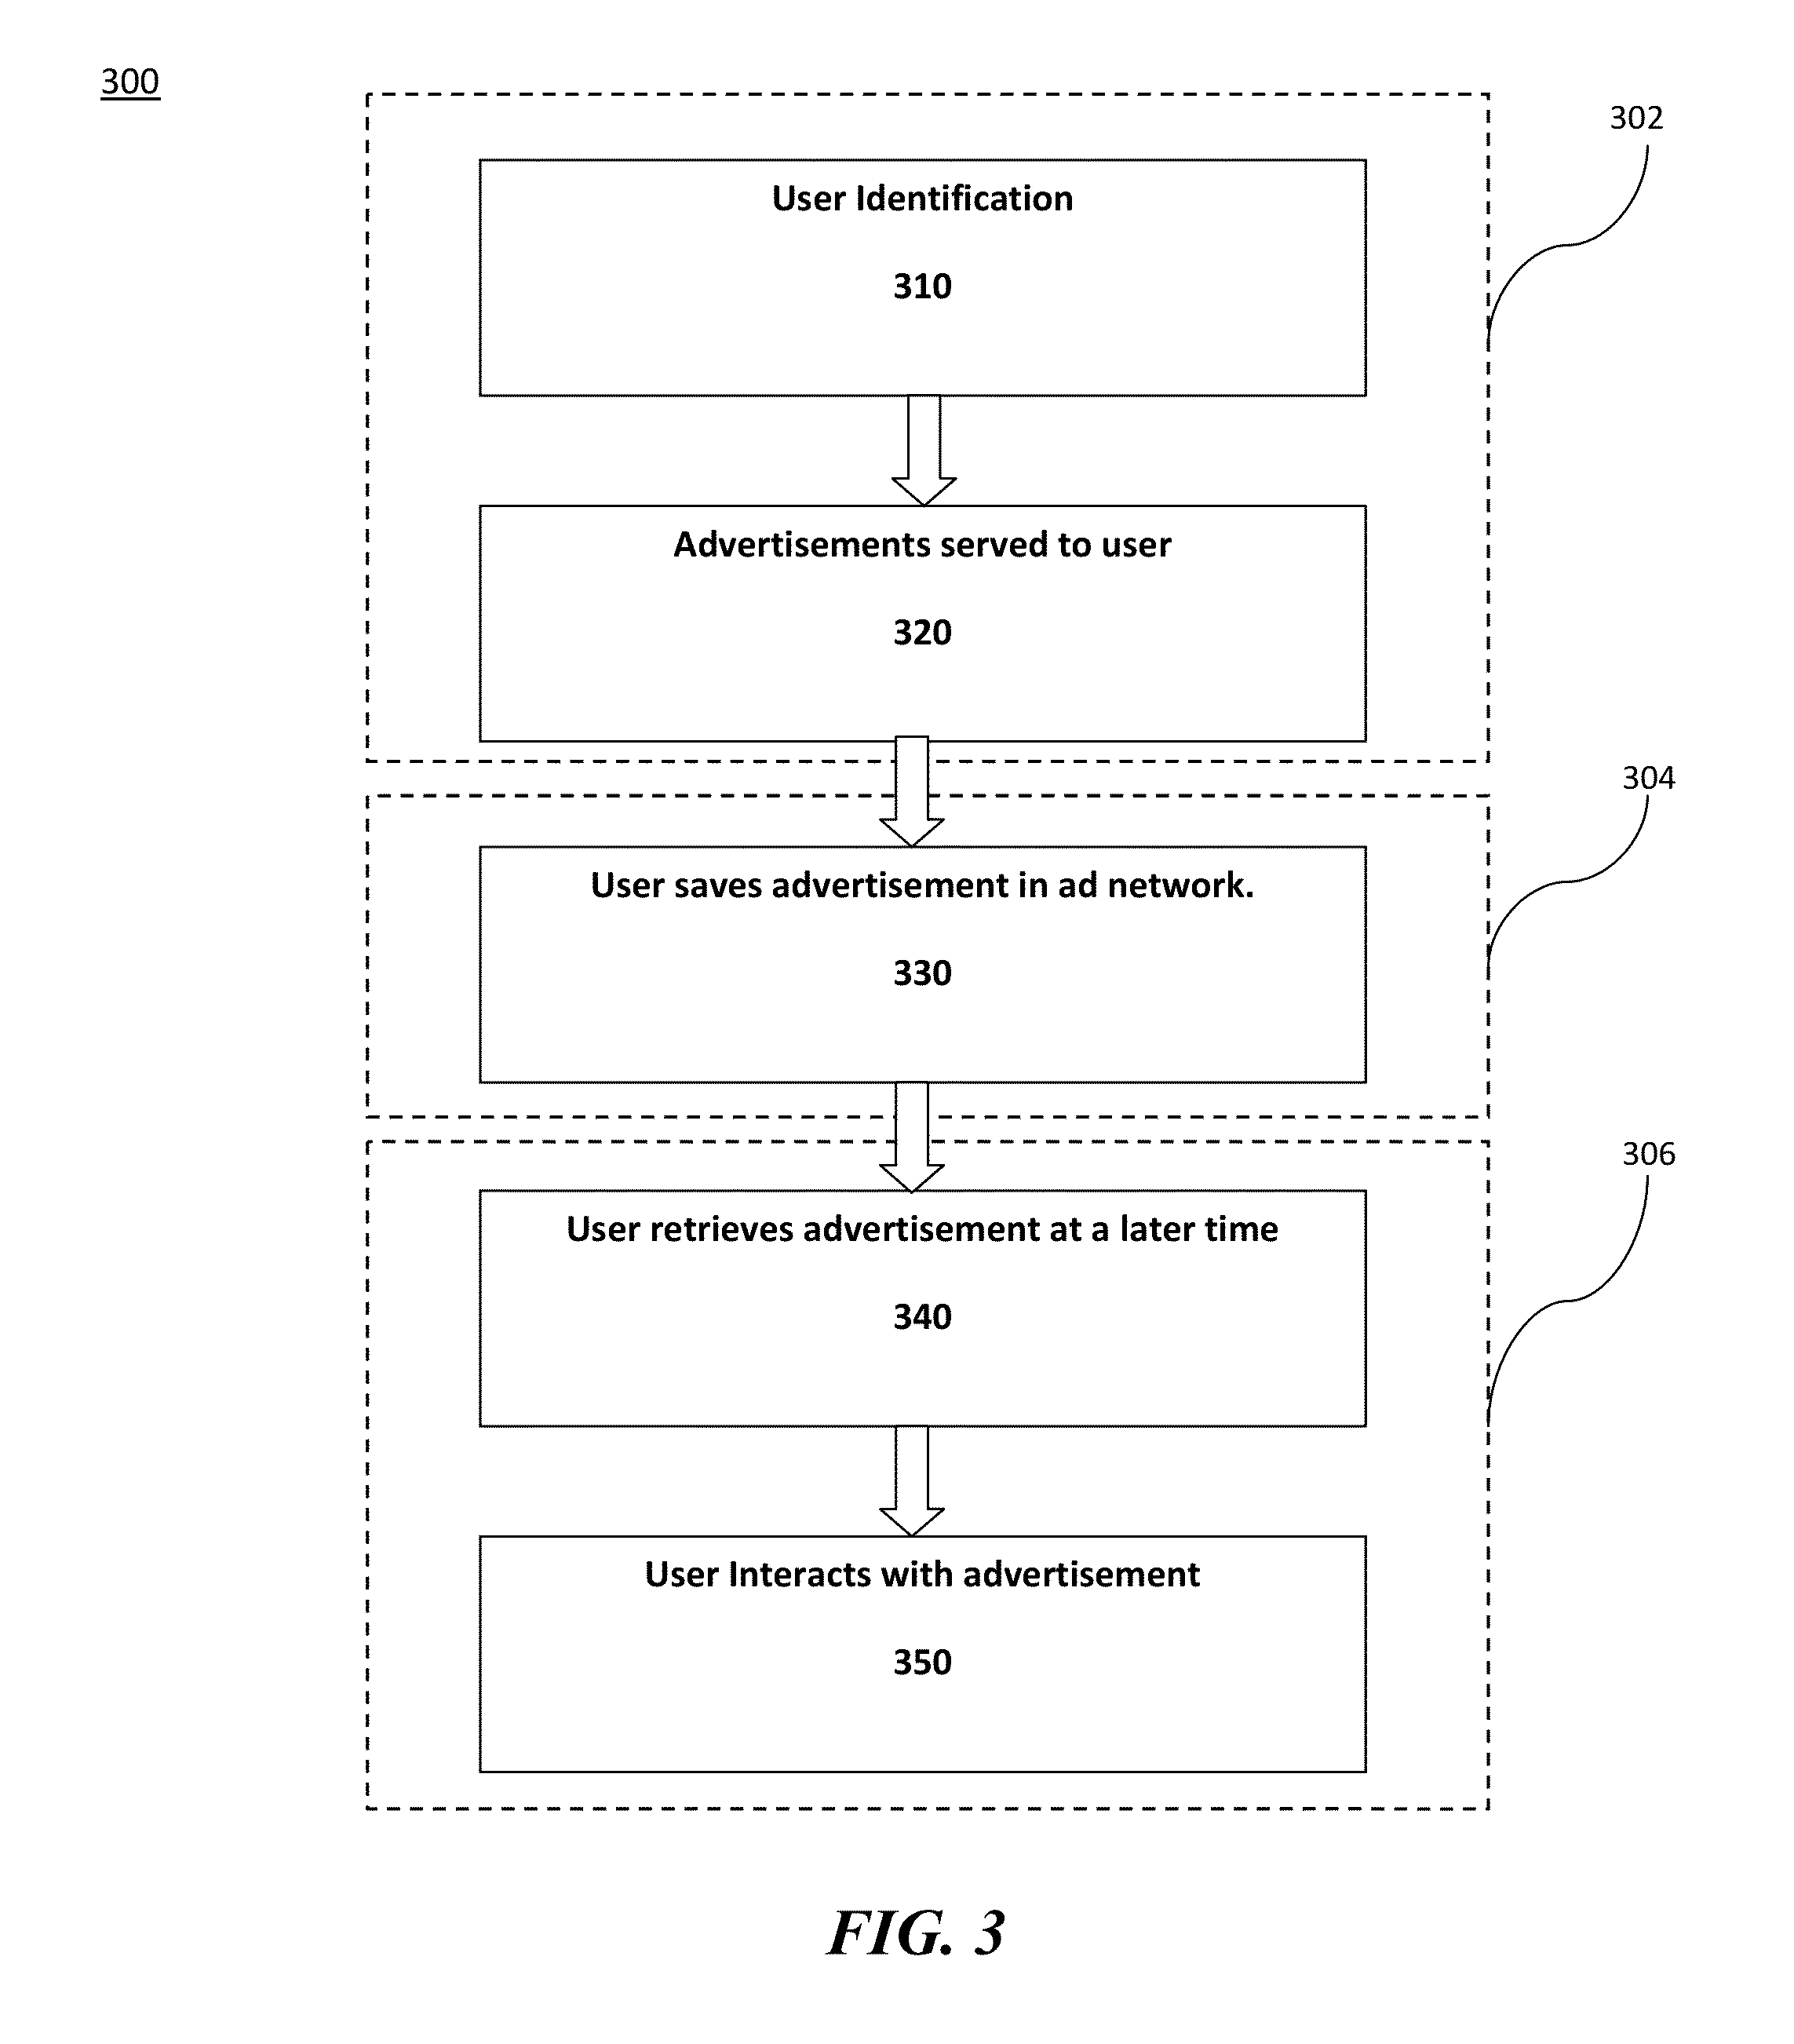 300
302
User Identification
310
Advertisements served to user
320
304
User saves advertisement in ad network.
330
306
User retrieves advertisement at a later time
340
User Interacts with advertisement
350
FIG. 3